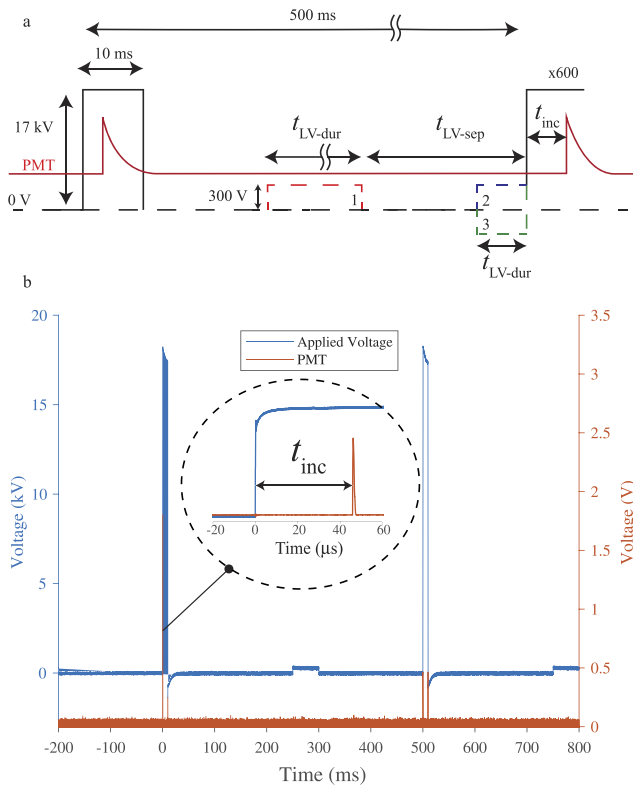 a
500 ms
10 ms
x600
17 kV
t_LV-dur
t_LV-sep
t_inc
PMT
300 V
1
2
0 V
3
t_LV-dur
b
20
3.5
Applied Voltage
PMT
3
15
2.5
t_inc
10
2
-20 0 60
Time (μs)
Voltage (kV)
Voltage (V)
1.5
5
1
0
0.5
0
-200 -100 0 100 200 300 400 500 600 700 800
Time (ms)